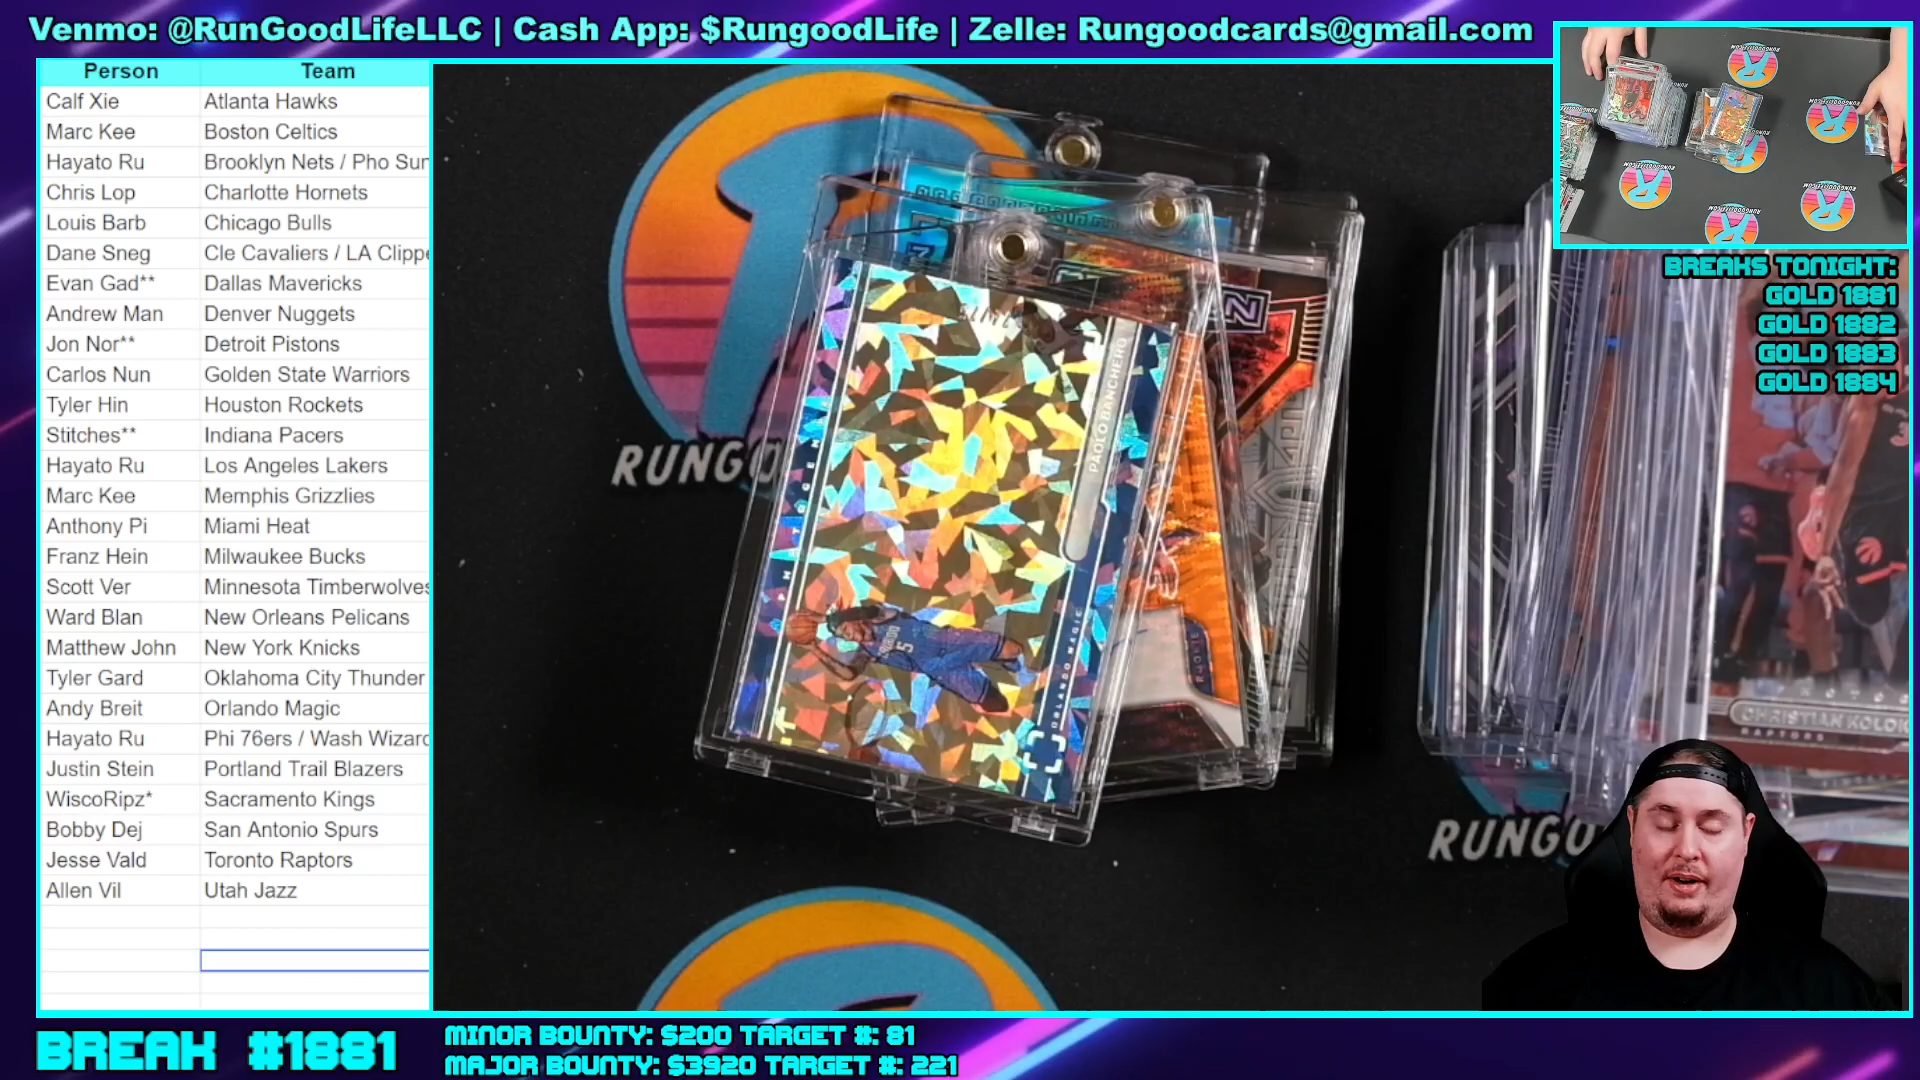 Venmo: @RunGoodLifeLLC | Cash App: $RungoodLife | Zelle: Rungoodcards@gmail.com
Person Team
Calf Xie Atlanta Hawks
Marc Kee Boston Celtics
Hayato Ru Brooklyn Nets / Pho Sun
Chris Lop Charlotte Hornets
Louis Barb Chicago Bulls
Dane Sneg Cle Cavaliers / LA Clippe
Evan Gad** Dallas Mavericks
Andrew Man Denver Nuggets
Jon Nor** Detroit Pistons
Carlos Nun Golden State Warriors
Tyler Hin Houston Rockets
Stitches** Indiana Pacers
Hayato Ru Los Angeles Lakers
Marc Kee Memphis Grizzlies
Anthony Pi Miami Heat
Franz Hein Milwaukee Bucks
Scott Ver Minnesota Timberwolves
Ward Blan New Orleans Pelicans
Matthew John New York Knicks
Tyler Gard Oklahoma City Thunder
Andy Breit Orlando Magic
Hayato Ru Phi 76ers / Wash Wizard
Justin Stein Portland Trail Blazers
WiscoRipz* Sacramento Kings
Bobby Dej San Antonio Spurs
Jesse Vald Toronto Raptors
Allen Vil Utah Jazz
BREAKS TONIGHT:
GOLD 1881
GOLD 1882
GOLD 1883
GOLD 1884
RUNGO
PAOLO BANCHERO
ORLANDO MAGIC
5
ROOKIE
CHRISTIAN KOLOK
RAPTORS
RUNGO
BREAK #1881
MINOR BOUNTY: $200 TARGET #: 81
MAJOR BOUNTY: $3920 TARGET #: 221